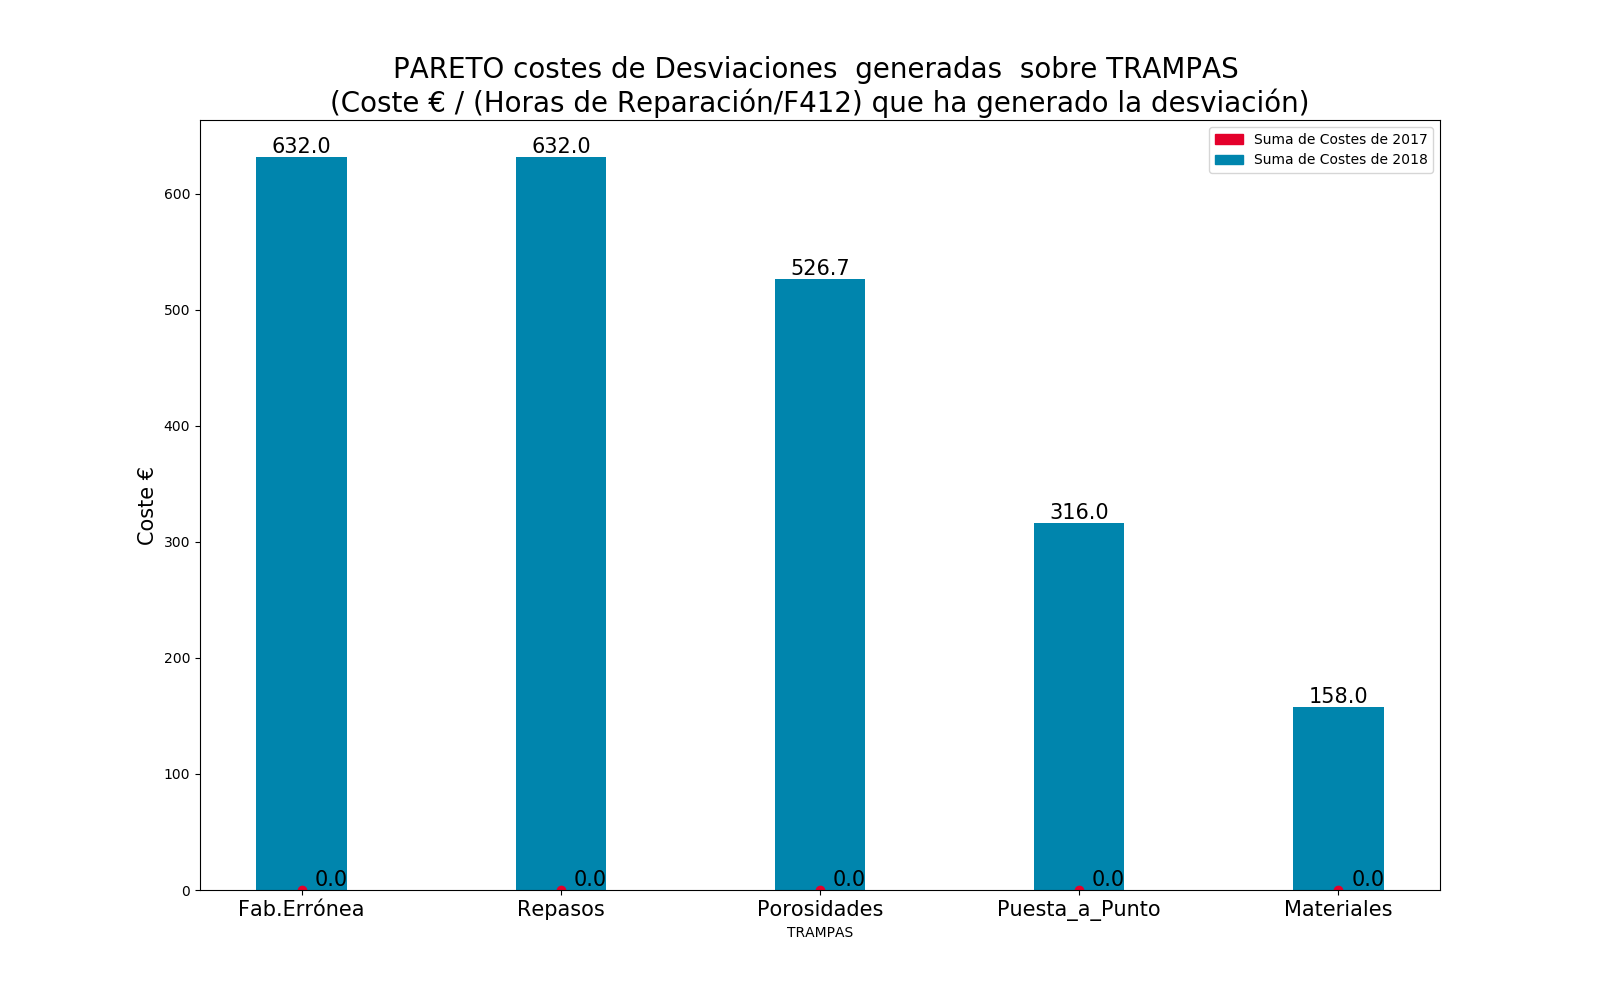 PARETO costes de Desviaciones  generadas  sobre TRAMPAS
(Coste € / (Horas de Reparación/F412) que ha generado la desviación)
Suma de Costes de 2017
Suma de Costes de 2018
632.0
632.0
526.7
316.0
158.0
600
500
400
300
200
100
0
Coste €
0.0
0.0
0.0
0.0
0.0
Fab.Errónea
Repasos
Porosidades
Puesta_a_Punto
Materiales
TRAMPAS